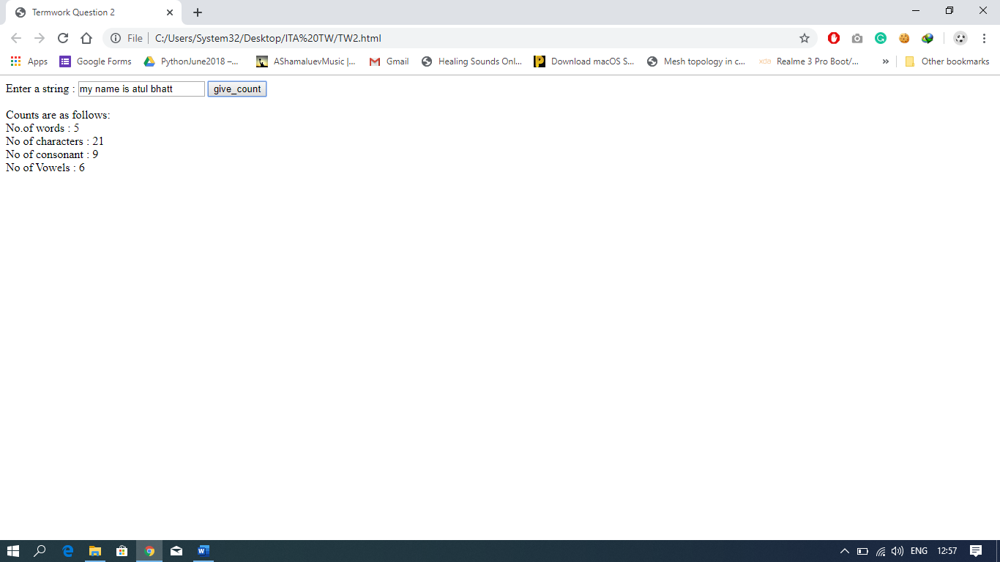 Termwork Question 2
File C:/Users/System32/Desktop/ITA%20TW/TW2.html
Apps Google Forms PythonJune2018 –... AShamaluevMusic |... Gmail Healing Sounds Onl... Download macOS S... Mesh topology in c... xda Realme 3 Pro Boot/... » Other bookmarks
Enter a string : my name is atul bhatt give_count
Counts are as follows:
No.of words : 5
No of characters : 21
No of consonant : 9
No of Vowels : 6
ENG 12:57